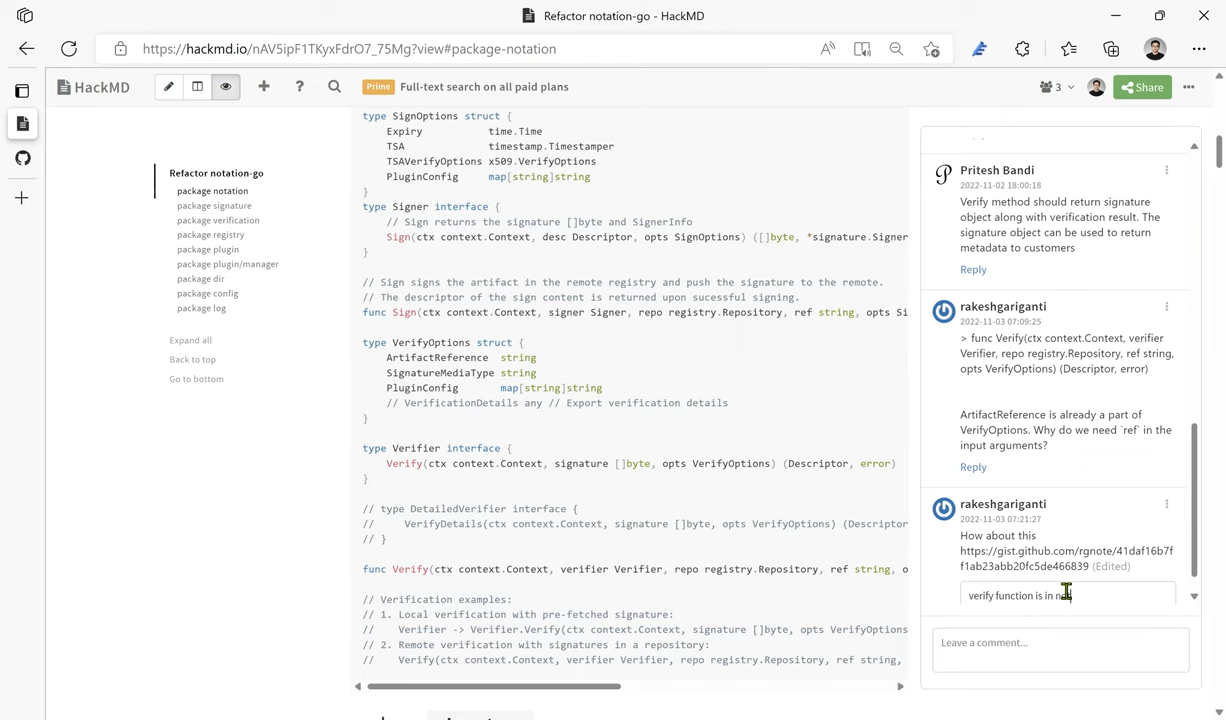 Refactor notation-go - HackMD
https://hackmd.io/nAV5ipF1TKyxFdrO7_75Mg?view#package-notation
HackMD
Prime Full-text search on all paid plans
3
Share
Refactor notation-go
package notation
package signature
package verification
package registry
package plugin
package plugin/manager
package dir
package config
package log
Expand all
Back to top
Go to bottom
type SignOptions struct {
Expiry time.Time
TSA timestamp.Timestamper
TSAVerifyOptions x509.VerifyOptions
PluginConfig map[string]string
}
type Signer interface {
// Sign returns the signature []byte and SignerInfo
Sign(ctx context.Context, desc Descriptor, opts SignOptions) ([]byte, *signature.Signer
}
// Sign signs the artifact in the remote registry and push the signature to the remote.
// The descriptor of the sign content is returned upon sucessful signing.
func Sign(ctx context.Context, signer Signer, repo registry.Repository, ref string, opts Si
type VerifyOptions struct {
ArtifactReference string
SignatureMediaType string
PluginConfig map[string]string
// VerificationDetails any // Export verification details
}
type Verifier interface {
Verify(ctx context.Context, signature []byte, opts VerifyOptions) (Descriptor, error)
}
// type DetailedVerifier interface {
// VerifyDetails(ctx context.Context, signature []byte, opts VerifyOptions) (Descriptor
// }
func Verify(ctx context.Context, verifier Verifier, repo registry.Repository, ref string, o
// Verification examples:
// 1. Local verification with pre-fetched signature:
// Verifier -> Verifier.Verify(ctx context.Context, signature []byte, opts VerifyOptions
// 2. Remote verification with signatures in a repository:
// Verify(ctx context.Context, verifier Verifier, repo registry.Repository, ref string,
Pritesh Bandi
2022-11-02 18:00:18
Verify method should return signature
object along with verification result. The
signature object can be used to return
metadata to customers
Reply
rakeshgariganti
2022-11-03 07:09:25
> func Verify(ctx context.Context, verifier
Verifier, repo registry.Repository, ref string,
opts VerifyOptions) (Descriptor, error)
ArtifactReference is already a part of
VerifyOptions. Why do we need `ref` in the
input arguments?
Reply
rakeshgariganti
2022-11-03 07:21:27
How about this
https://gist.github.com/rgnote/41daf16b7f
f1ab23abb20fc5de466839 (Edited)
verify function is in
Leave a comment...